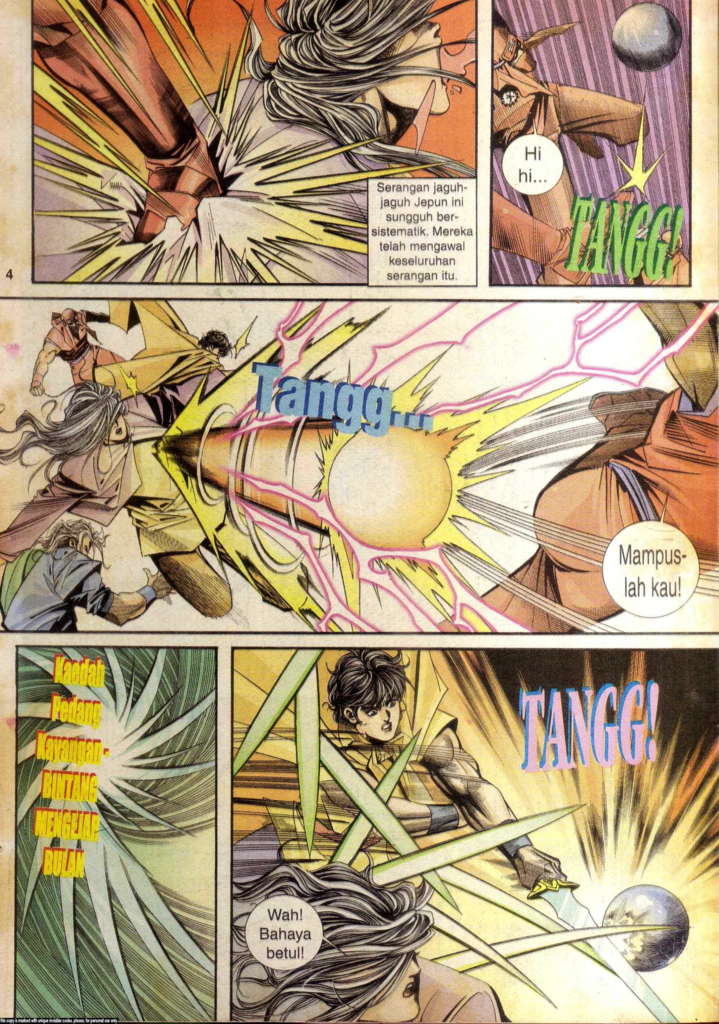 Serangan jaguh-
jaguh Jepun ini
sungguh ber-
sistematik. Mereka
telah mengawal
keseluruhan
serangan itu.
Hi
hi...
TANGG!
4
Tangg...
Mampus-
lah kau!
Kaedah
Pedang
Kayangan-
BINTANG
MENGEJAR
BULAN
TANGG!
Wah!
Bahaya
betul!